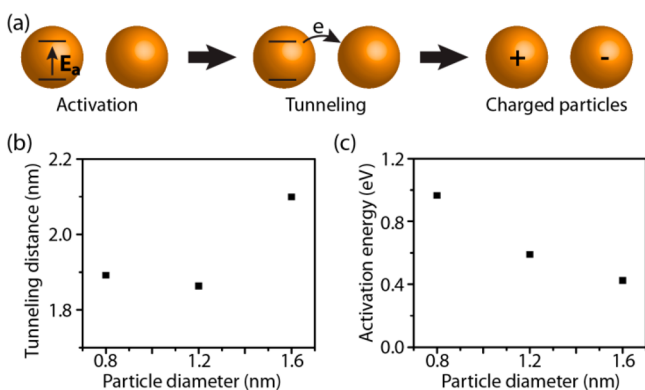 (a)
Ea
e
+
-
Activation
Tunneling
Charged particles
(b)
Tunneling distance (nm)
2.2
2.0
1.8
0.8
1.2
1.6
Particle diameter (nm)
(c)
Activation energy (eV)
1.2
0.8
0.4
0.0
0.8
1.2
1.6
Particle diameter (nm)